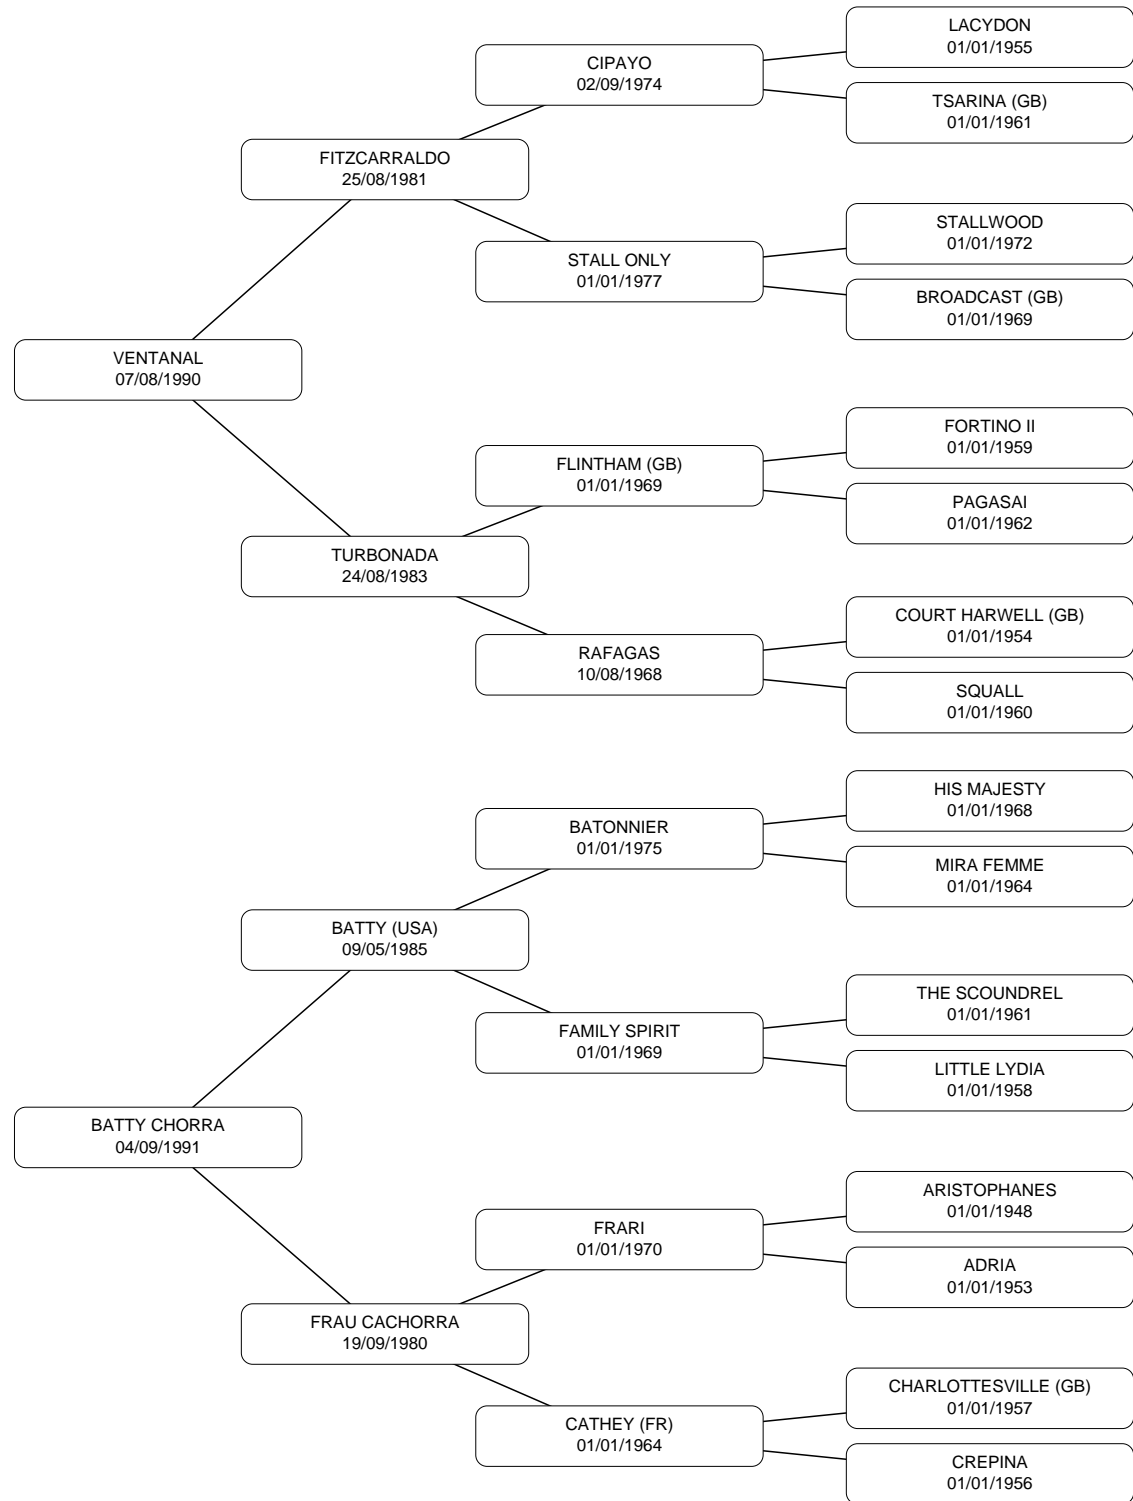 LACYDON
01/01/1955
CIPAYO
02/09/1974
TSARINA (GB)
01/01/1961
FITZCARRALDO
25/08/1981
STALLWOOD
01/01/1972
STALL ONLY
01/01/1977
BROADCAST (GB)
01/01/1969
VENTANAL
07/08/1990
FORTINO II
01/01/1959
FLINTHAM (GB)
01/01/1969
PAGASAI
01/01/1962
TURBONADA
24/08/1983
COURT HARWELL (GB)
01/01/1954
RAFAGAS
10/08/1968
SQUALL
01/01/1960
HIS MAJESTY
01/01/1968
BATONNIER
01/01/1975
MIRA FEMME
01/01/1964
BATTY (USA)
09/05/1985
THE SCOUNDREL
01/01/1961
FAMILY SPIRIT
01/01/1969
LITTLE LYDIA
01/01/1958
BATTY CHORRA
04/09/1991
ARISTOPHANES
01/01/1948
FRARI
01/01/1970
ADRIA
01/01/1953
FRAU CACHORRA
19/09/1980
CHARLOTTESVILLE (GB)
01/01/1957
CATHEY (FR)
01/01/1964
CREPINA
01/01/1956